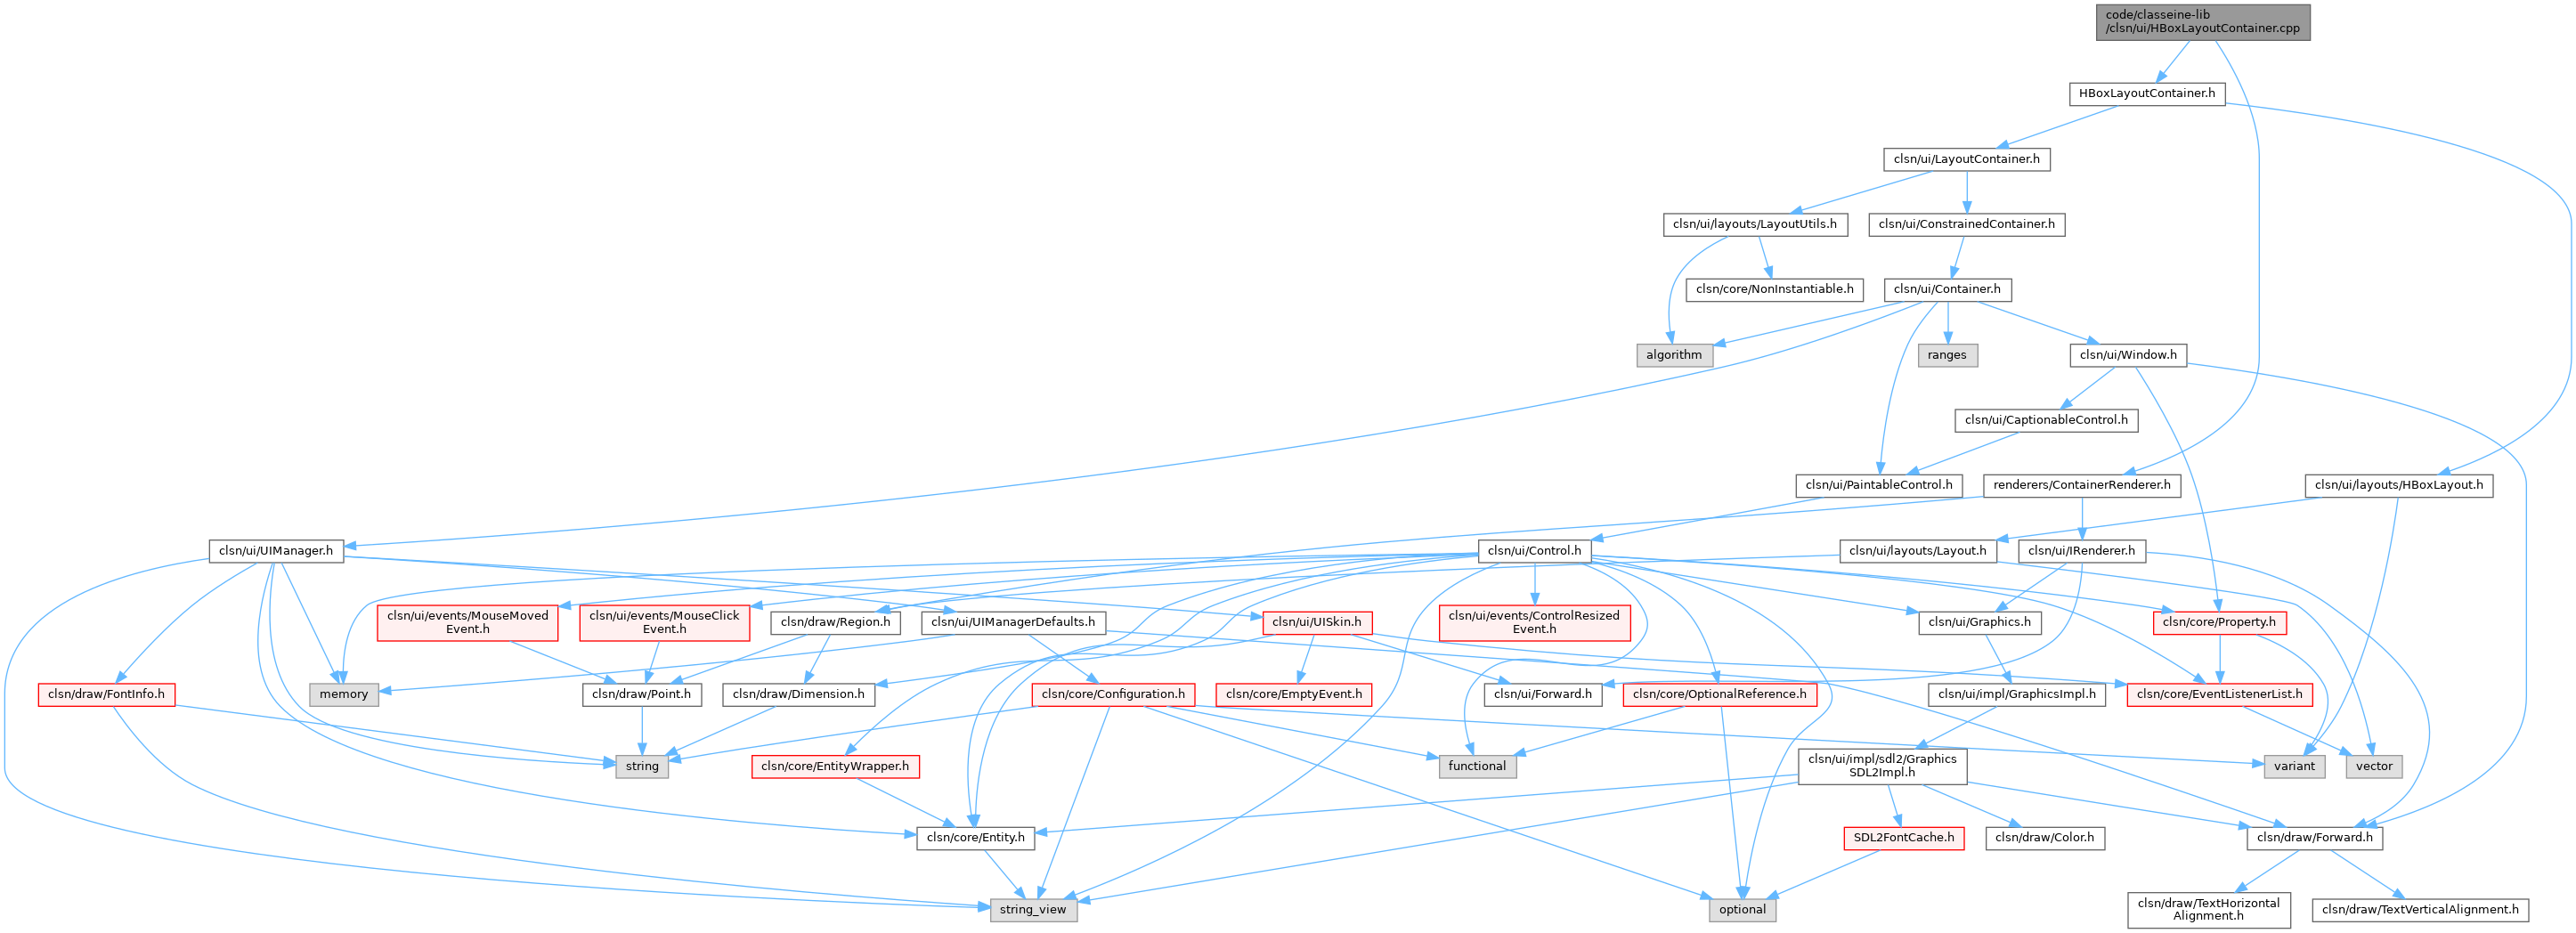 code/classeine-lib
/clsn/ui/HBoxLayoutContainer.cpp
HBoxLayoutContainer.h
clsn/ui/LayoutContainer.h
clsn/ui/layouts/LayoutUtils.h
clsn/ui/ConstrainedContainer.h
clsn/core/NonInstantiable.h
clsn/ui/Container.h
algorithm
ranges
clsn/ui/Window.h
clsn/ui/CaptionableControl.h
clsn/ui/PaintableControl.h
renderers/ContainerRenderer.h
clsn/ui/layouts/HBoxLayout.h
clsn/ui/UIManager.h
clsn/ui/Control.h
clsn/ui/layouts/Layout.h
clsn/ui/IRenderer.h
clsn/ui/events/MouseMoved
Event.h
clsn/ui/events/MouseClick
Event.h
clsn/draw/Region.h
clsn/ui/UIManagerDefaults.h
clsn/ui/UISkin.h
clsn/ui/events/ControlResized
Event.h
clsn/ui/Graphics.h
clsn/core/Property.h
clsn/draw/FontInfo.h
memory
clsn/draw/Point.h
clsn/draw/Dimension.h
clsn/core/Configuration.h
clsn/core/EmptyEvent.h
clsn/ui/Forward.h
clsn/core/OptionalReference.h
clsn/ui/impl/GraphicsImpl.h
clsn/core/EventListenerList.h
string
clsn/core/EntityWrapper.h
functional
clsn/ui/impl/sdl2/Graphics
SDL2Impl.h
variant
vector
clsn/core/Entity.h
SDL2FontCache.h
clsn/draw/Color.h
clsn/draw/Forward.h
string_view
optional
clsn/draw/TextHorizontal
Alignment.h
clsn/draw/TextVerticalAlignment.h